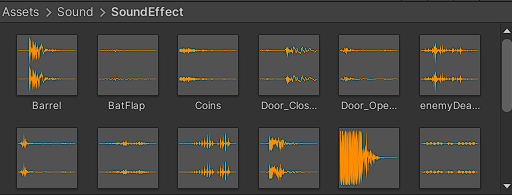 Assets > Sound > SoundEffect
Barrel BatFlap Coins Door_Clos... Door_Ope... enemyDea...